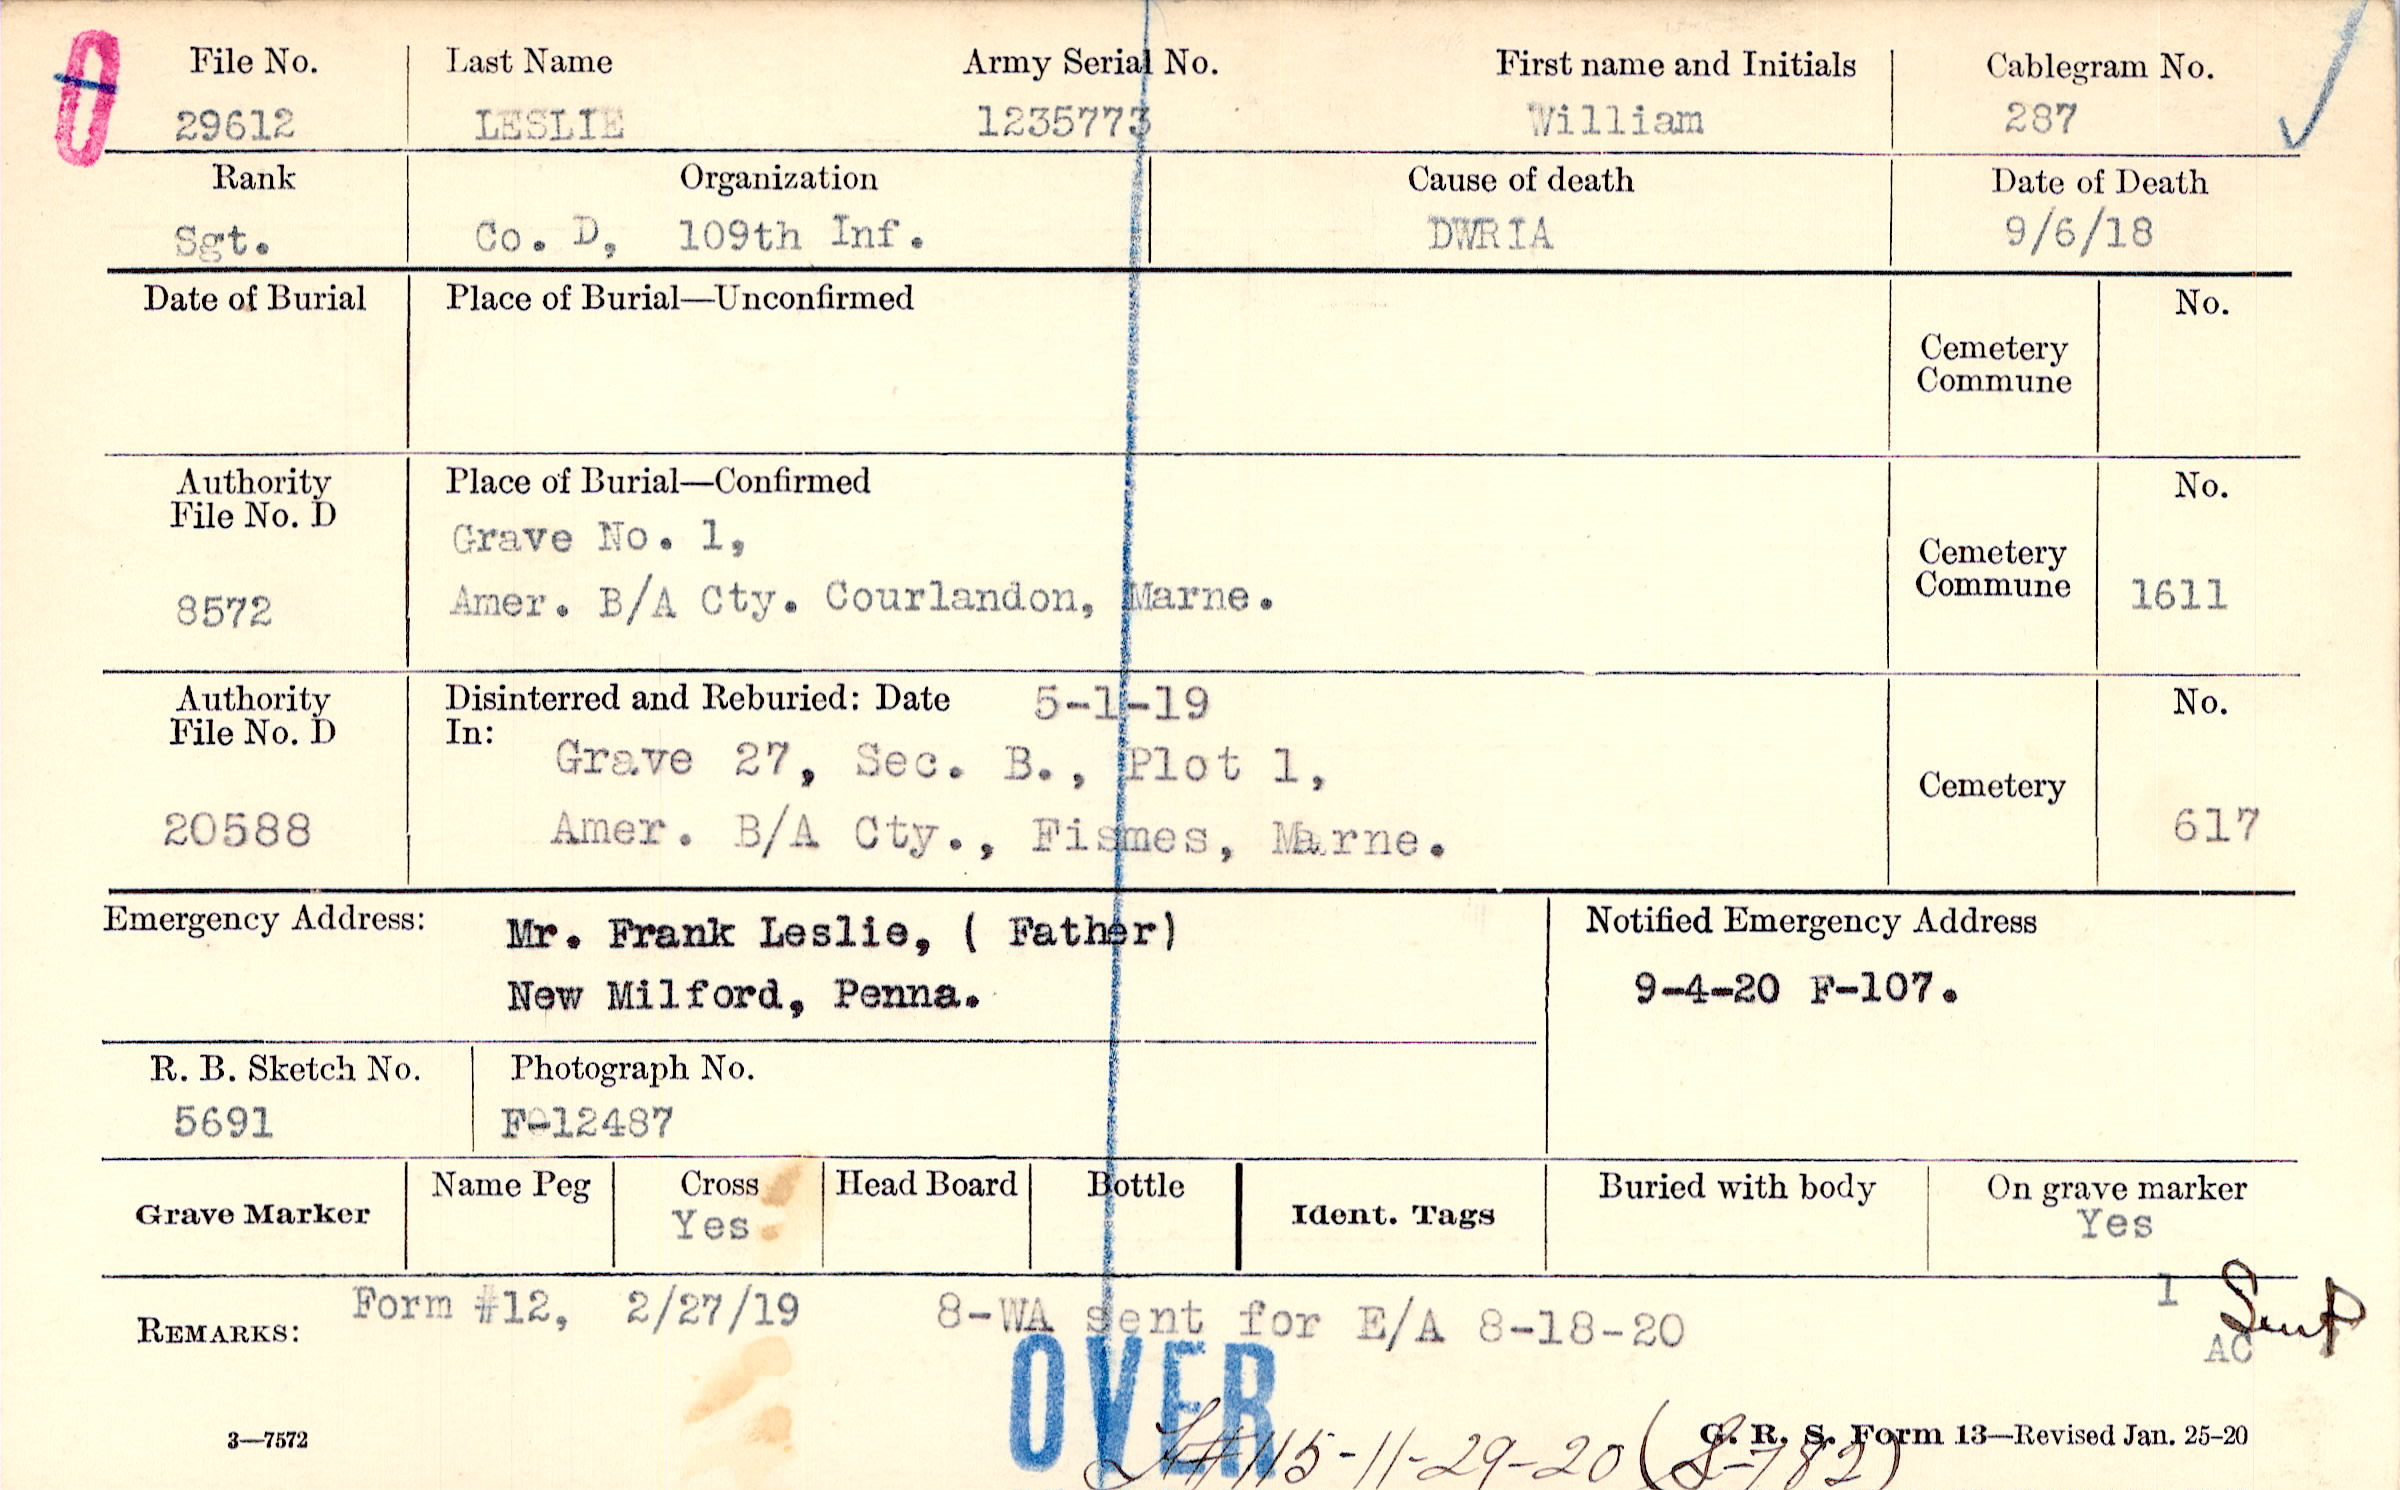 File No. Last Name Army Serial No. First name and Initials Cablegram No.
29612 LESLIE 1235773 William 287
Rank Organization Cause of death Date of Death
Sgt. Co. D, 109th Inf. DWRIA 9/6/18
Date of Burial Place of Burial—Unconfirmed No.
Cemetery
Commune
Authority Place of Burial—Confirmed No.
File No. D
Grave No. 1,
Cemetery
Commune 1611
8572 Amer. B/A Cty. Courlandon, Marne.
Authority Disinterred and Reburied: Date 5-1-19 No.
File No. D In:
Grave 27, Sec. B., Plot 1,
Cemetery
20588 Amer. B/A Cty., Fismes, Marne. 617
Emergency Address: Mr. Frank Leslie, ( Father) Notified Emergency Address
New Milford, Penna. 9-4-20 F-107.
R. B. Sketch No. Photograph No.
5691 F-12487
Grave Marker Name Peg Cross Head Board Bottle Ident. Tags Buried with body On grave marker
Yes Yes
REMARKS: Form #12, 2/27/19 8-WA sent for E/A 8-18-20 1
AC
OVER
#115-11-29-20 (S-782)
3—7572 G. R. S. Form 13—Revised Jan. 25-20